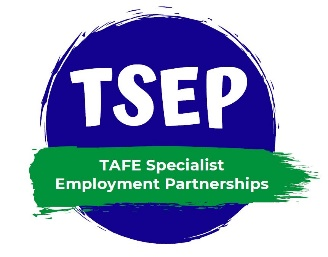 TSEP
TAFE Specialist
Employment Partnerships